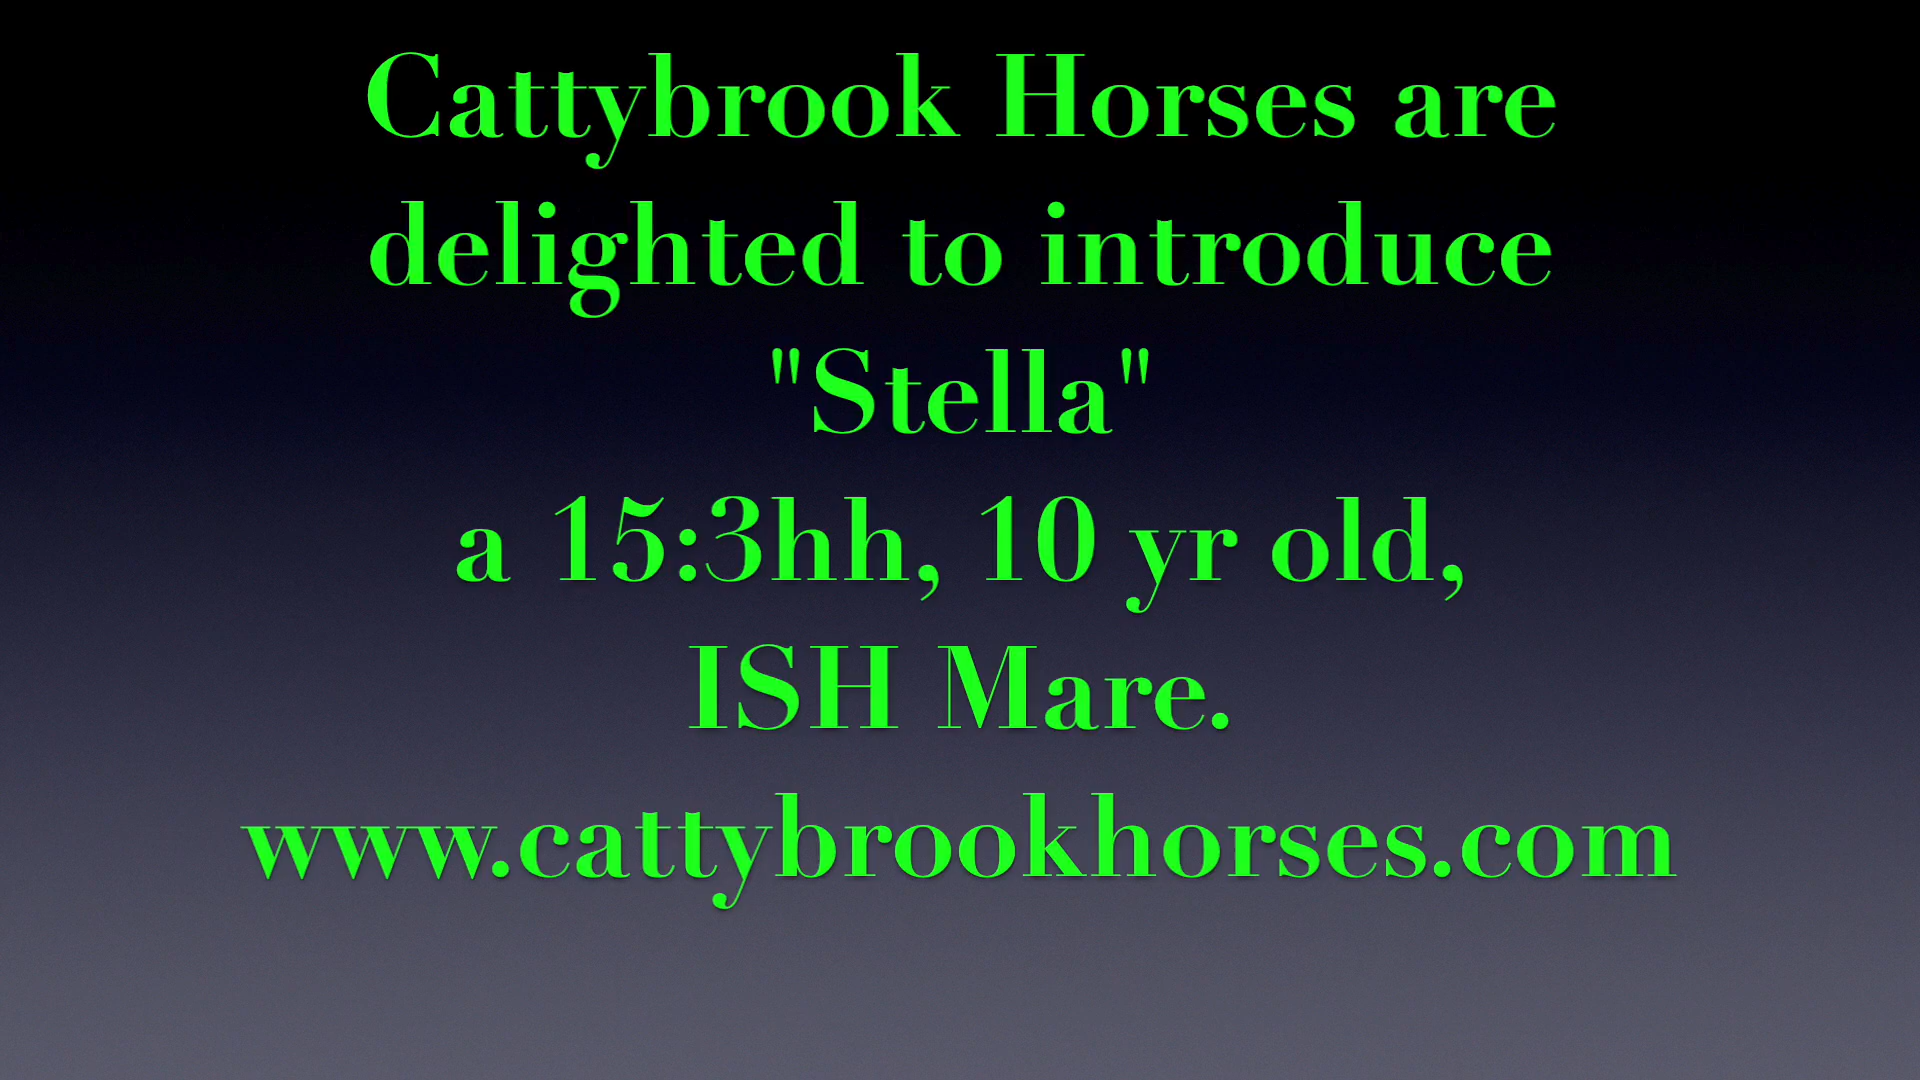 Cattybrook Horses are
delighted to introduce
"Stella"
a 15:3hh, 10 yr old,
ISH Mare.
www.cattybrookhorses.com